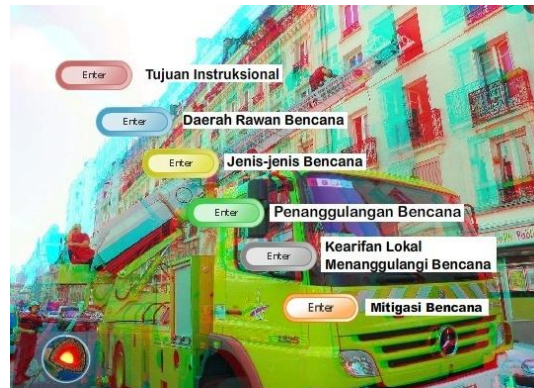 Enter
Tujuan Instruksional
Enter
Daerah Rawan Bencana
Enter
Jenis-jenis Bencana
Enter
Penanggulangan Bencana
Enter
Kearifan Lokal
Menanggulangi Bencana
Enter
Mitigasi Bencana